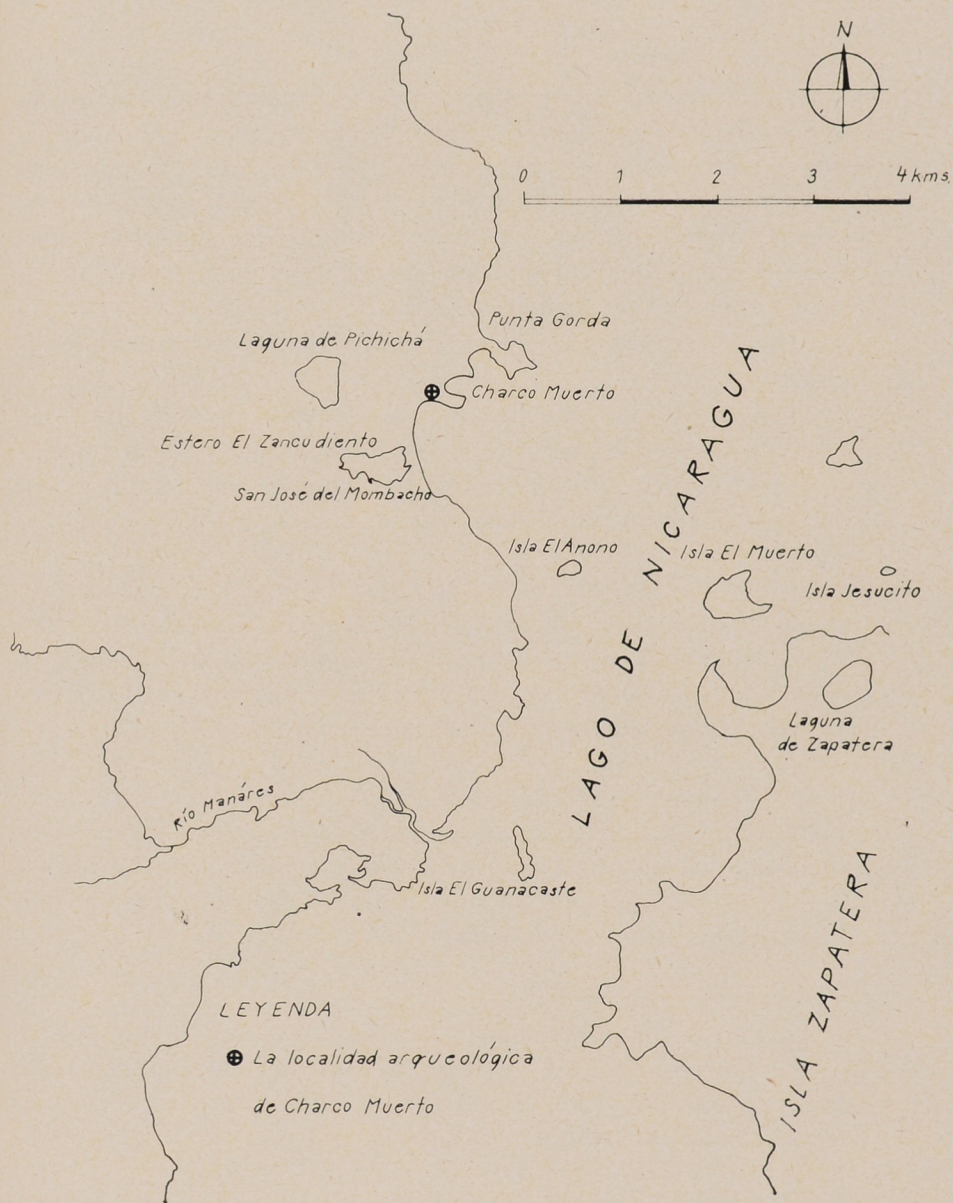 N
0 1 2 3 4 kms.
Punta Gorda
Laguna de Pichichá
Charco Muerto
Estero El Zancudiento
San José del Mombacho
LAGO DE NICARAGUA
Isla El Anono
Isla El Muerto
Isla Jesucito
Laguna
de Zapatera
Río Manáres
Isla El Guanacaste
ISLA ZAPATERA
LEYENDA
La localidad arqueológica
de Charco Muerto